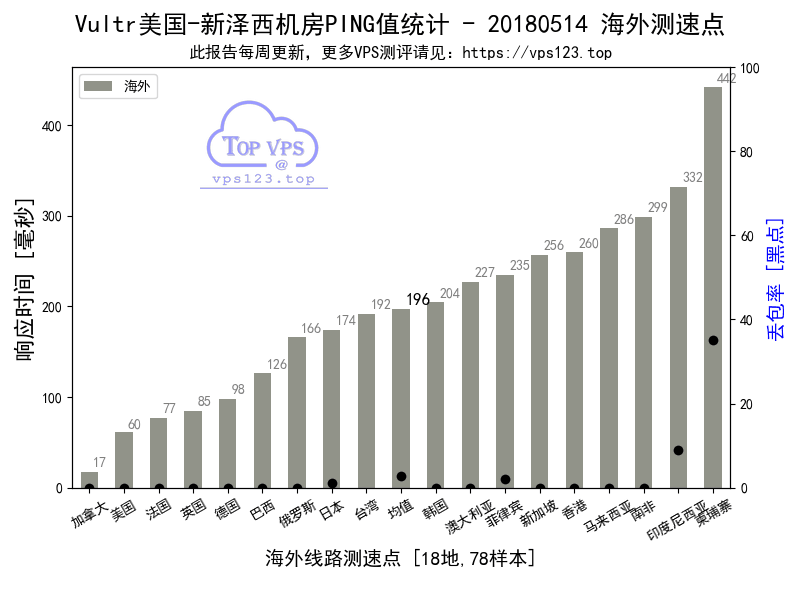 Vultr美国-新泽西机房PING值统计 - 20180514 海外测速点
此报告每周更新，更多VPS测评请见：https://vps123.top
海外
TOP VPS
@
vps123.top
响应时间 [毫秒]
400
300
200
100
0
17
60
77
85
98
126
166
174
192
196
204
227
235
256
260
286
299
332
442
100
80
60
40
20
0
丢包率 [黑点]
加拿大
美国
法国
英国
德国
巴西
俄罗斯
日本
台湾
均值
韩国
澳大利亚
菲律宾
新加坡
香港
马来西亚
南非
印度尼西亚
柬埔寨
海外线路测速点 [18地,78样本]